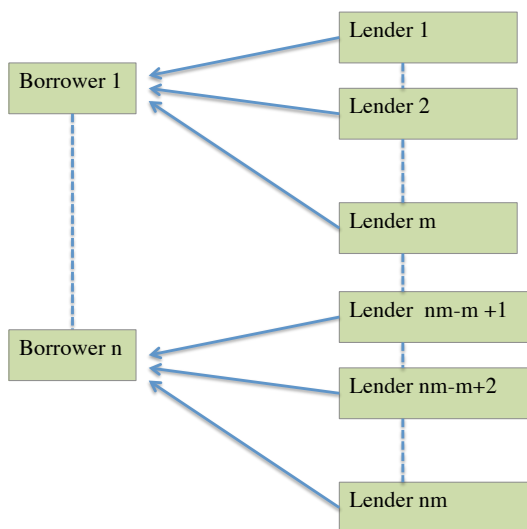 Lender 1
Borrower 1
Lender 2
Lender m
Lender nm-m +1
Borrower n
Lender nm-m+2
Lender nm